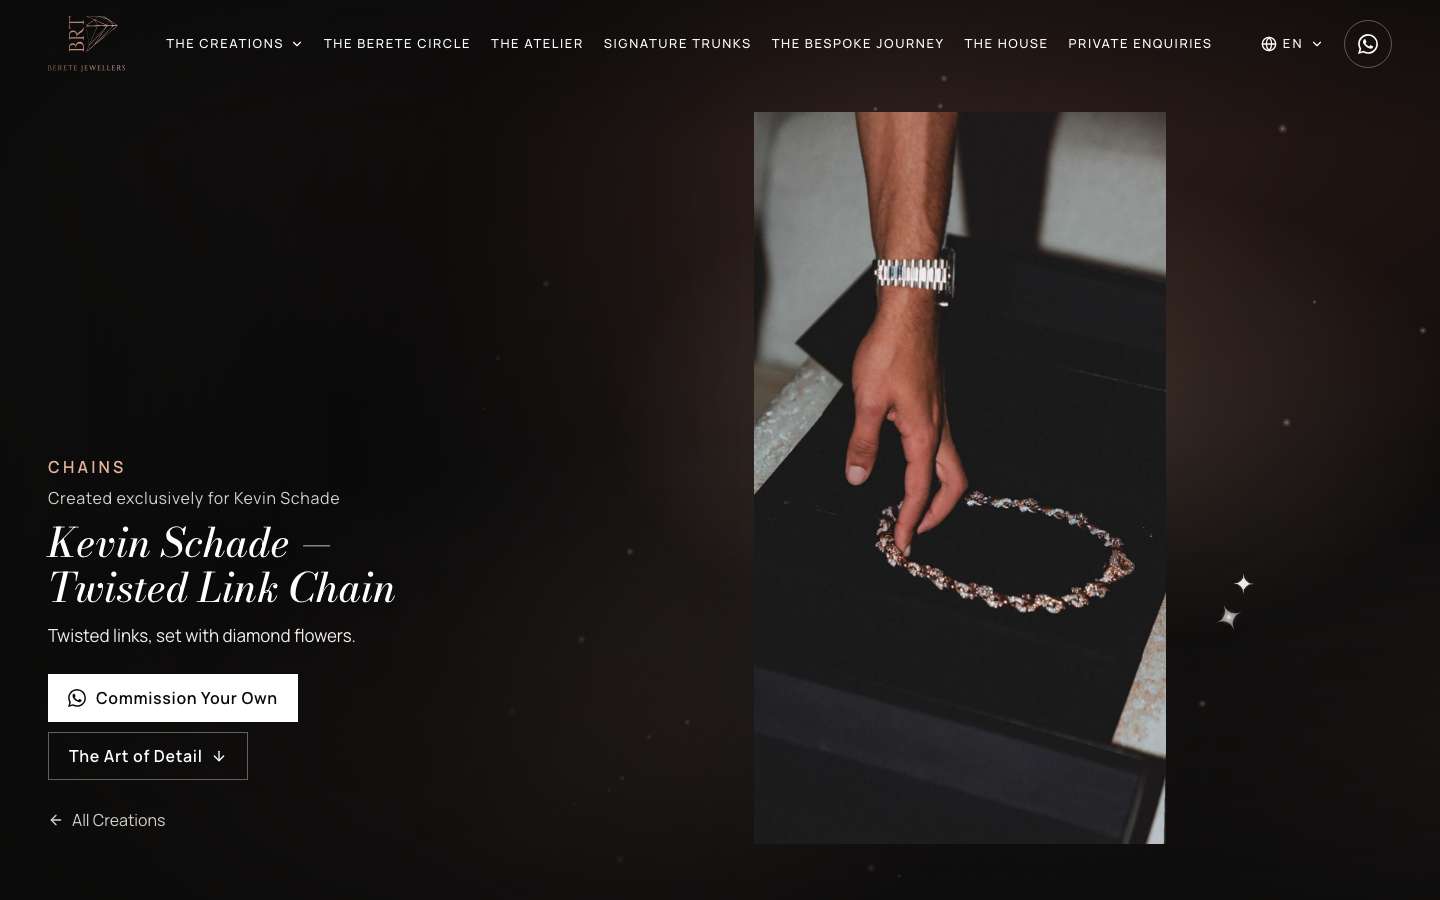 BRT
BERETE JEWELLERS
THE CREATIONS
THE BERETE CIRCLE
THE ATELIER
SIGNATURE TRUNKS
THE BESPOKE JOURNEY
THE HOUSE
PRIVATE ENQUIRIES
EN
CHAINS
Created exclusively for Kevin Schade
Kevin Schade —
Twisted Link Chain
Twisted links, set with diamond flowers.
Commission Your Own
The Art of Detail
All Creations